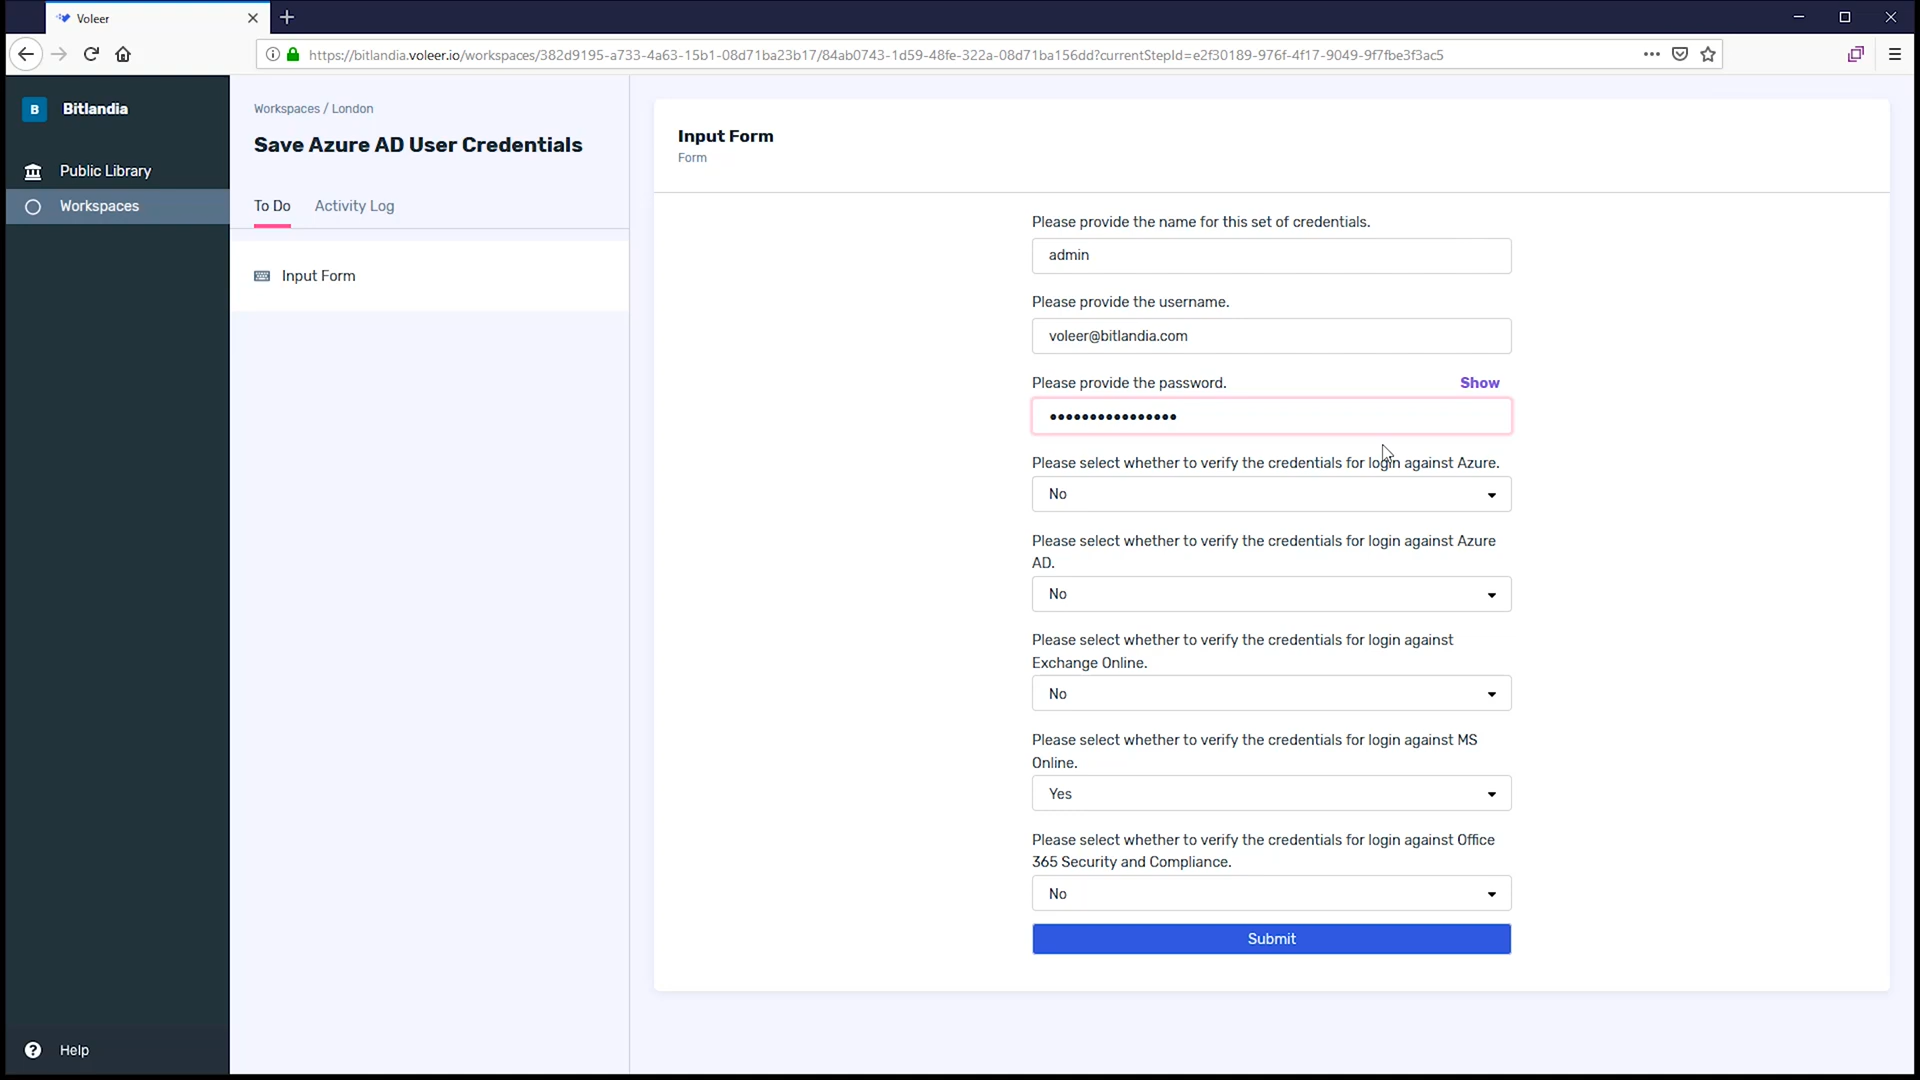 Voleer
https://bitlandia.voleer.io/workspaces/382d9195-a733-4a63-15b1-08d71ba23b17/84ab0743-1d59-48fe-322a-08d71ba156dd?currentStepId=e2f30189-976f-4f17-9049-9f7fbe3f3ac5
B Bitlandia
Public Library
Workspaces
Help
Workspaces / London
Save Azure AD User Credentials
To Do Activity Log
Input Form
Input Form
Form
Please provide the name for this set of credentials.
admin
Please provide the username.
voleer@bitlandia.com
Please provide the password. Show
••••••••••••••••
Please select whether to verify the credentials for login against Azure.
No
Please select whether to verify the credentials for login against Azure
AD.
No
Please select whether to verify the credentials for login against
Exchange Online.
No
Please select whether to verify the credentials for login against MS
Online.
Yes
Please select whether to verify the credentials for login against Office
365 Security and Compliance.
No
Submit